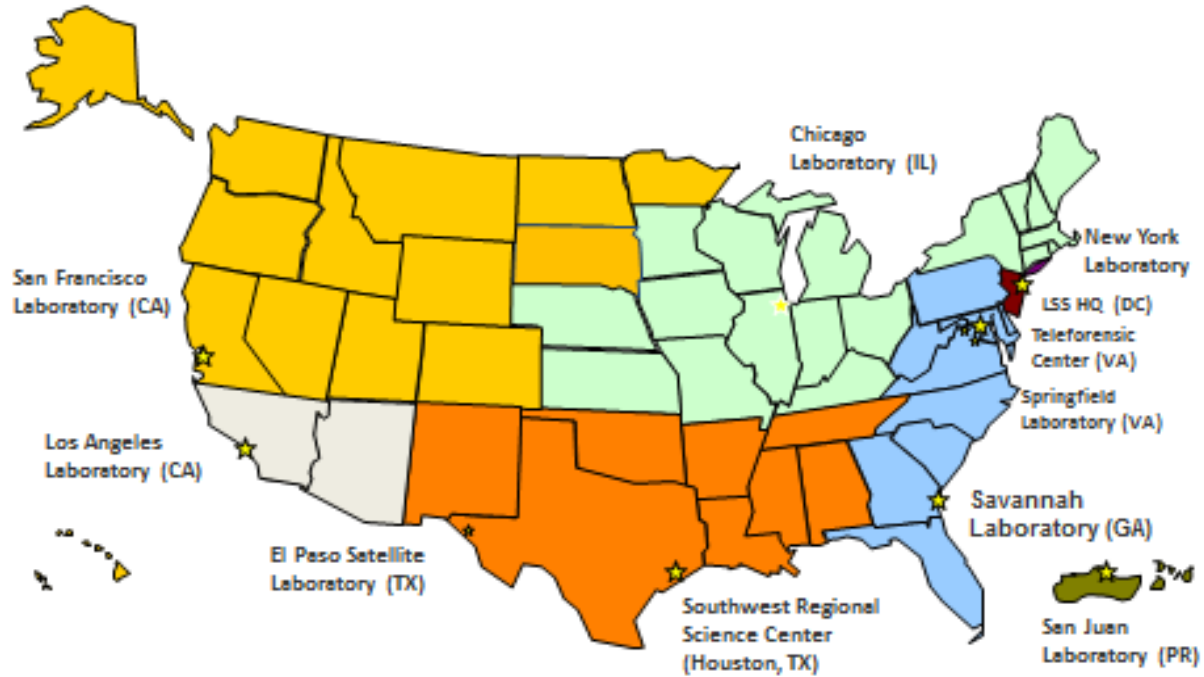 Chicago
Laboratory (IL)
New York
Laboratory
San Francisco
Laboratory (CA)
LSS HQ (DC)
Teleforensic
Center (VA)
Springfield
Laboratory (VA)
Los Angeles
Laboratory (CA)
Savannah
Laboratory (GA)
El Paso Satellite
Laboratory (TX)
Southwest Regional
Science Center
(Houston, TX)
San Juan
Laboratory (PR)